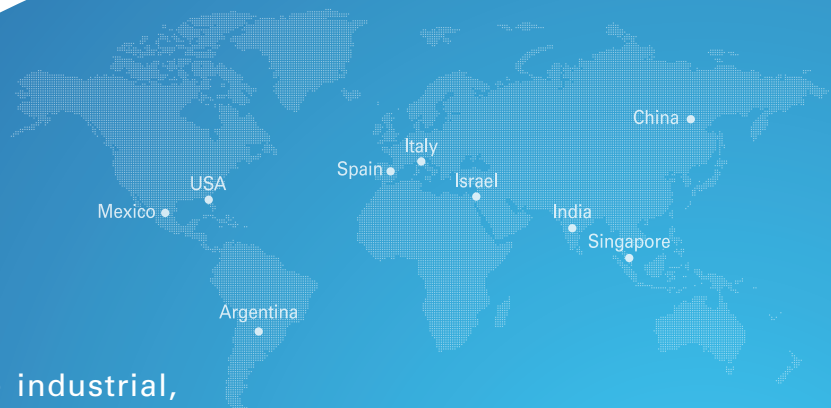 China
Italy
Spain
Israel
USA
Mexico
India
Singapore
Argentina
industrial,